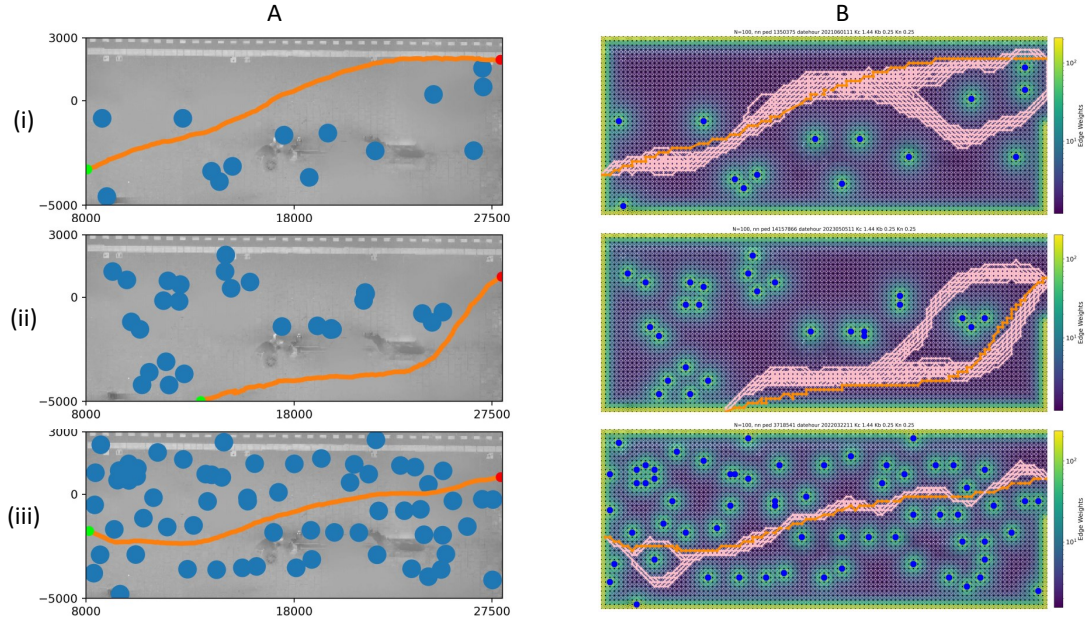 A
B
(i)
3000
0
−5000
8000
18000
27500
N=100, nn ped 1350375 datehour 2021060111 Kc 1.44 Kb 0.25 Kn 0.25
10²
10¹
Edge Weights
(ii)
3000
0
−5000
8000
18000
27500
N=100, nn ped 14157866 datehour 2023050511 Kc 1.44 Kb 0.25 Kn 0.25
10²
10¹
Edge Weights
(iii)
3000
0
−5000
8000
18000
27500
N=100, nn ped 3718541 datehour 2022032211 Kc 1.44 Kb 0.25 Kn 0.25
10²
10¹
Edge Weights